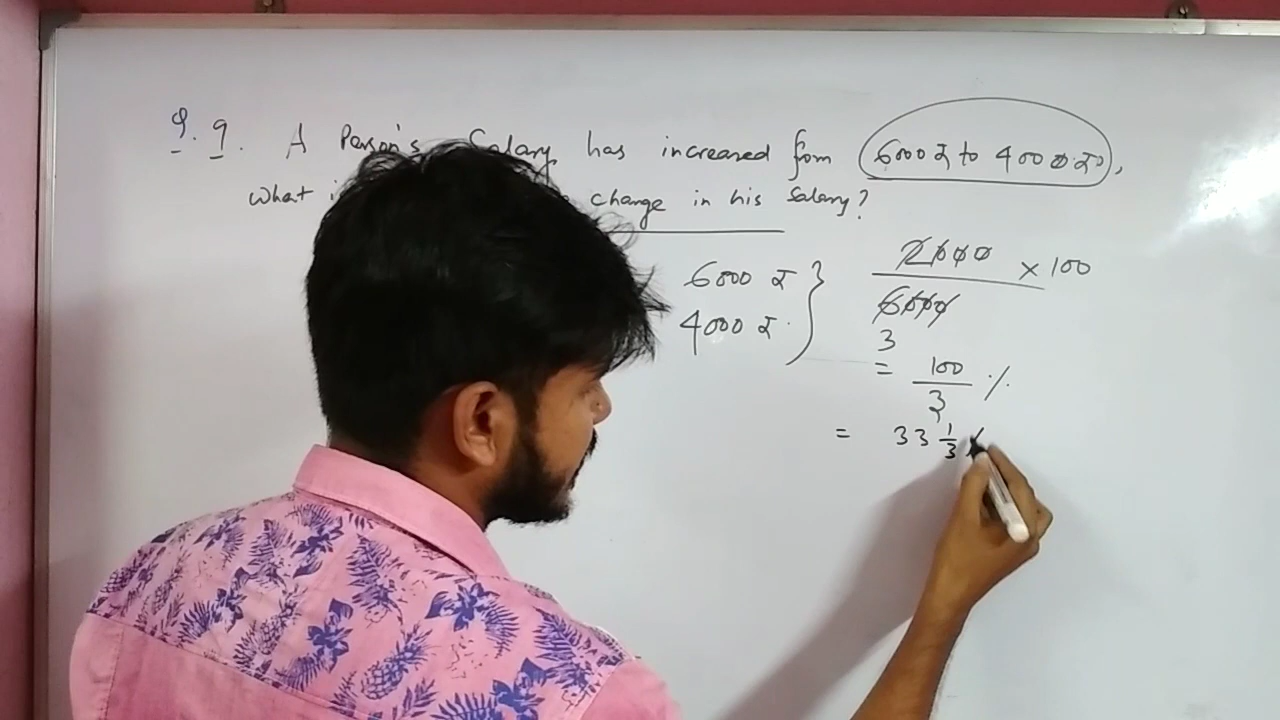 Q. 9. A Person's Salary has increased from 6000 ₹ to 4000 ₹,
what change in his salary?
6000 ₹
4000 ₹
2000 × 100
6000
3
= 100 %
3
= 33 1/3 %